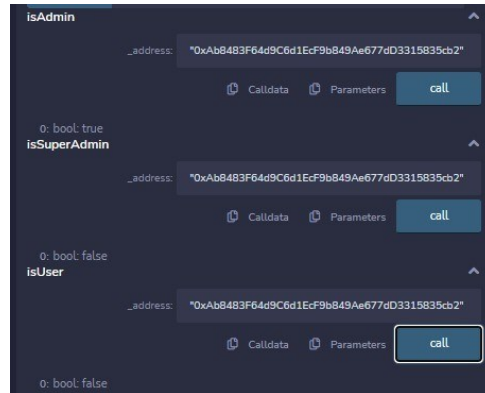 isAdmin
_address: "0xAb8483F64d9C6d1EcF9b849Ae677dD3315835cb2"
Calldata Parameters call
0: bool: true
isSuperAdmin
_address: "0xAb8483F64d9C6d1EcF9b849Ae677dD3315835cb2"
Calldata Parameters call
0: bool: false
isUser
_address: "0xAb8483F64d9C6d1EcF9b849Ae677dD3315835cb2"
Calldata Parameters call
0: bool: false